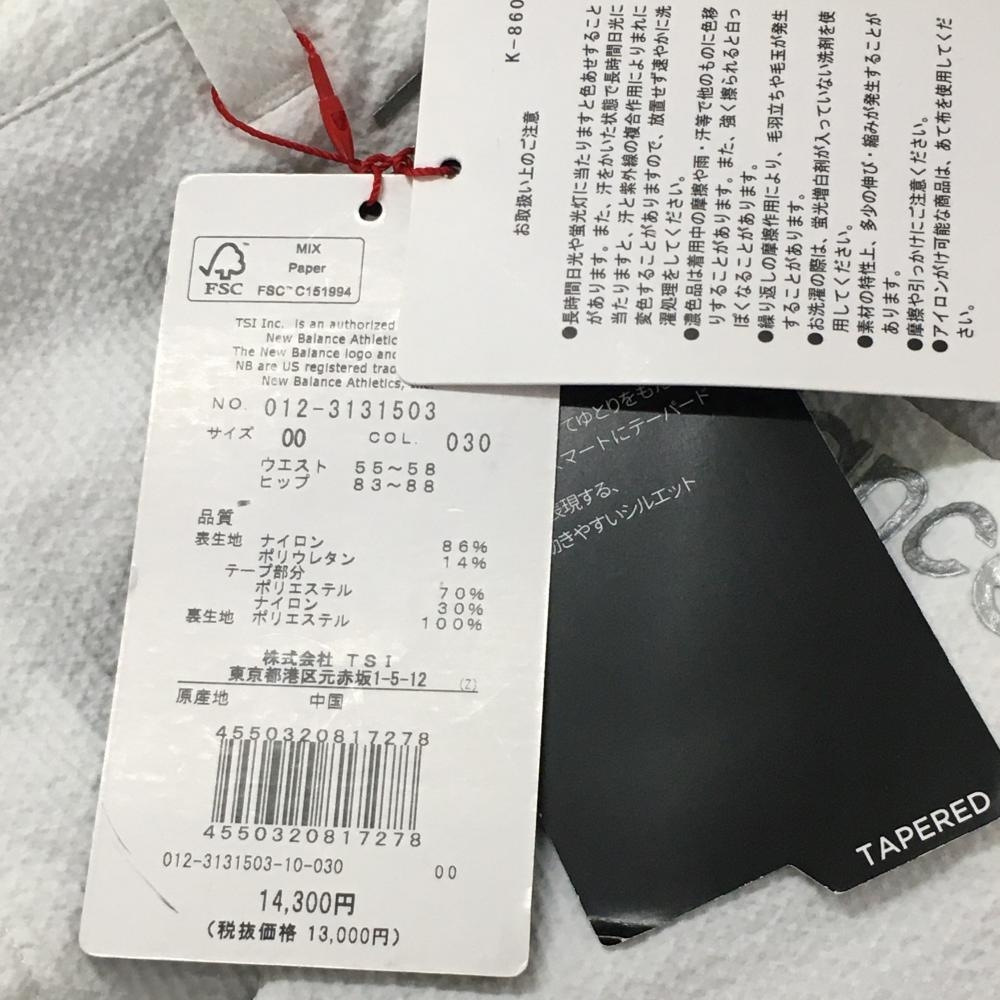 MIX
Paper
FSC™ C151994
FSC
TSI Inc. is an authorized
New Balance Athletic
The New Balance logo and
NB are US registered trad
New Balance Athletics,
NO. 012-3131503
サイズ 00 COL. 030
ウエスト 55~58
ヒップ 83~88
品質
表生地 ナイロン 86%
ポリウレタン 14%
テープ部分
ポリエステル 70%
ナイロン 30%
裏生地 ポリエステル 100%
株式会社 TSI
東京都港区元赤坂1-5-12 (Z)
原産地 中国
4550320817278
4550320817278
012-3131503-10-030 00
14,300円
(税抜価格 13,000円)
K-860
お取扱い上のご注意
●長時間日光や蛍光灯に当たりますと色あせすること
があります。また、汗をかいた状態で長時間日光に
当たりますと、汗と紫外線の複合作用によりまれに
変色することがありますので、放置せず速やかに洗
濯処理をしてください。
●濃色品は着用中の摩擦や雨・汗等で他のものに色移
りすることがあります。また、強く擦られると白っ
ぽくなることがあります。
●繰り返しの摩擦作用により、毛羽立ちや毛玉が発生
することがあります。
●お洗濯の際は、蛍光増白剤が入っていない洗剤を使
用してください。
●素材の特性上、多少の伸び・縮みが発生することが
あります。
●摩擦や引っかけにご注意ください。
●アイロンがけ可能な商品は、あて布を使用してくだ
さい。
てゆとりをもた
スマートにテーパード
表現する、
動きやすいシルエット
TAPERED